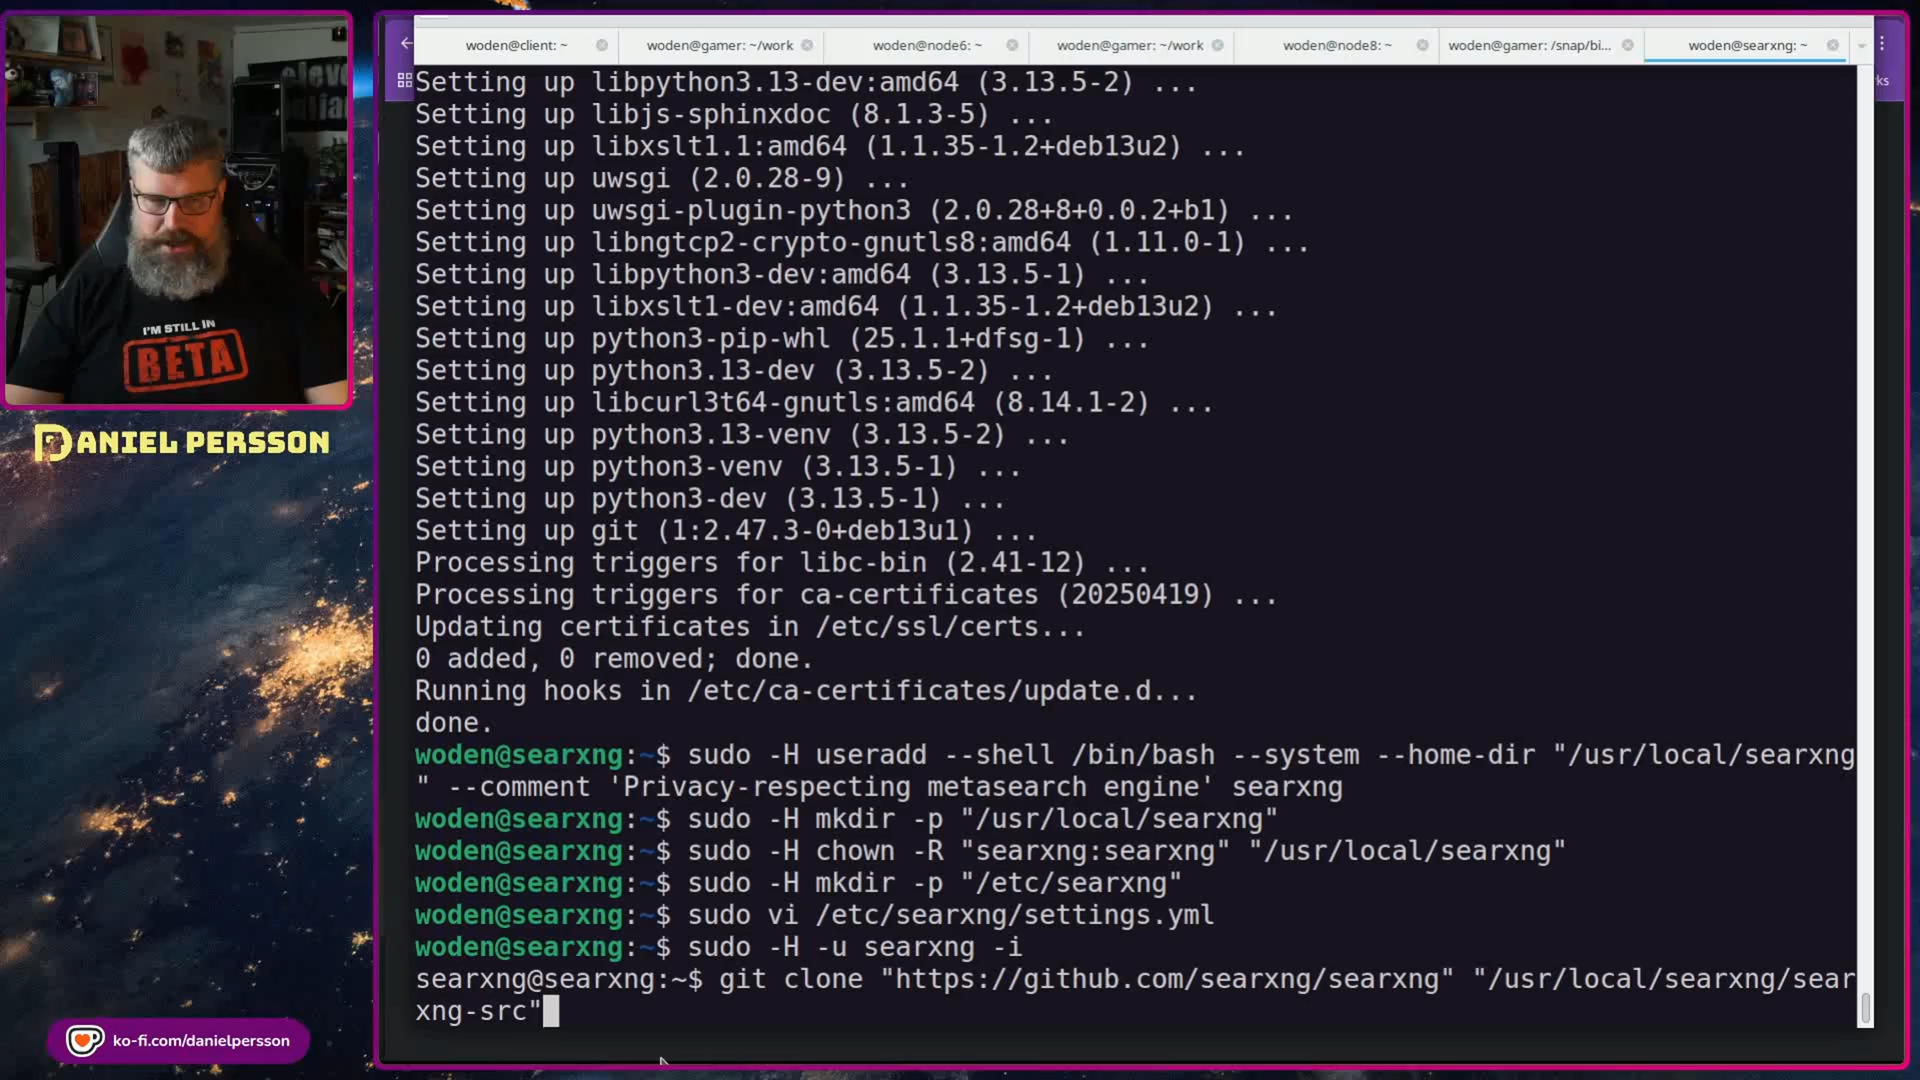 woden@client: ~
woden@gamer: ~/work
woden@node6: ~
woden@gamer: ~/work
woden@node8: ~
woden@gamer: /snap/bi...
woden@searxng: ~
ks
Setting up libpython3.13-dev:amd64 (3.13.5-2) ...
Setting up libjs-sphinxdoc (8.1.3-5) ...
Setting up libxslt1.1:amd64 (1.1.35-1.2+deb13u2) ...
Setting up uwsgi (2.0.28-9) ...
Setting up uwsgi-plugin-python3 (2.0.28+8+0.0.2+b1) ...
Setting up libngtcp2-crypto-gnutls8:amd64 (1.11.0-1) ...
Setting up libpython3-dev:amd64 (3.13.5-1) ...
Setting up libxslt1-dev:amd64 (1.1.35-1.2+deb13u2) ...
Setting up python3-pip-whl (25.1.1+dfsg-1) ...
Setting up python3.13-dev (3.13.5-2) ...
Setting up libcurl3t64-gnutls:amd64 (8.14.1-2) ...
Setting up python3.13-venv (3.13.5-2) ...
Setting up python3-venv (3.13.5-1) ...
Setting up python3-dev (3.13.5-1) ...
Setting up git (1:2.47.3-0+deb13u1) ...
Processing triggers for libc-bin (2.41-12) ...
Processing triggers for ca-certificates (20250419) ...
Updating certificates in /etc/ssl/certs...
0 added, 0 removed; done.
Running hooks in /etc/ca-certificates/update.d...
done.
woden@searxng:~$ sudo -H useradd --shell /bin/bash --system --home-dir "/usr/local/searxng
" --comment 'Privacy-respecting metasearch engine' searxng
woden@searxng:~$ sudo -H mkdir -p "/usr/local/searxng"
woden@searxng:~$ sudo -H chown -R "searxng:searxng" "/usr/local/searxng"
woden@searxng:~$ sudo -H mkdir -p "/etc/searxng"
woden@searxng:~$ sudo vi /etc/searxng/settings.yml
woden@searxng:~$ sudo -H -u searxng -i
searxng@searxng:~$ git clone "https://github.com/searxng/searxng" "/usr/local/searxng/sear
xng-src"
I'M STILL IN
BETA
DANIEL PERSSON
ko-fi.com/danielpersson